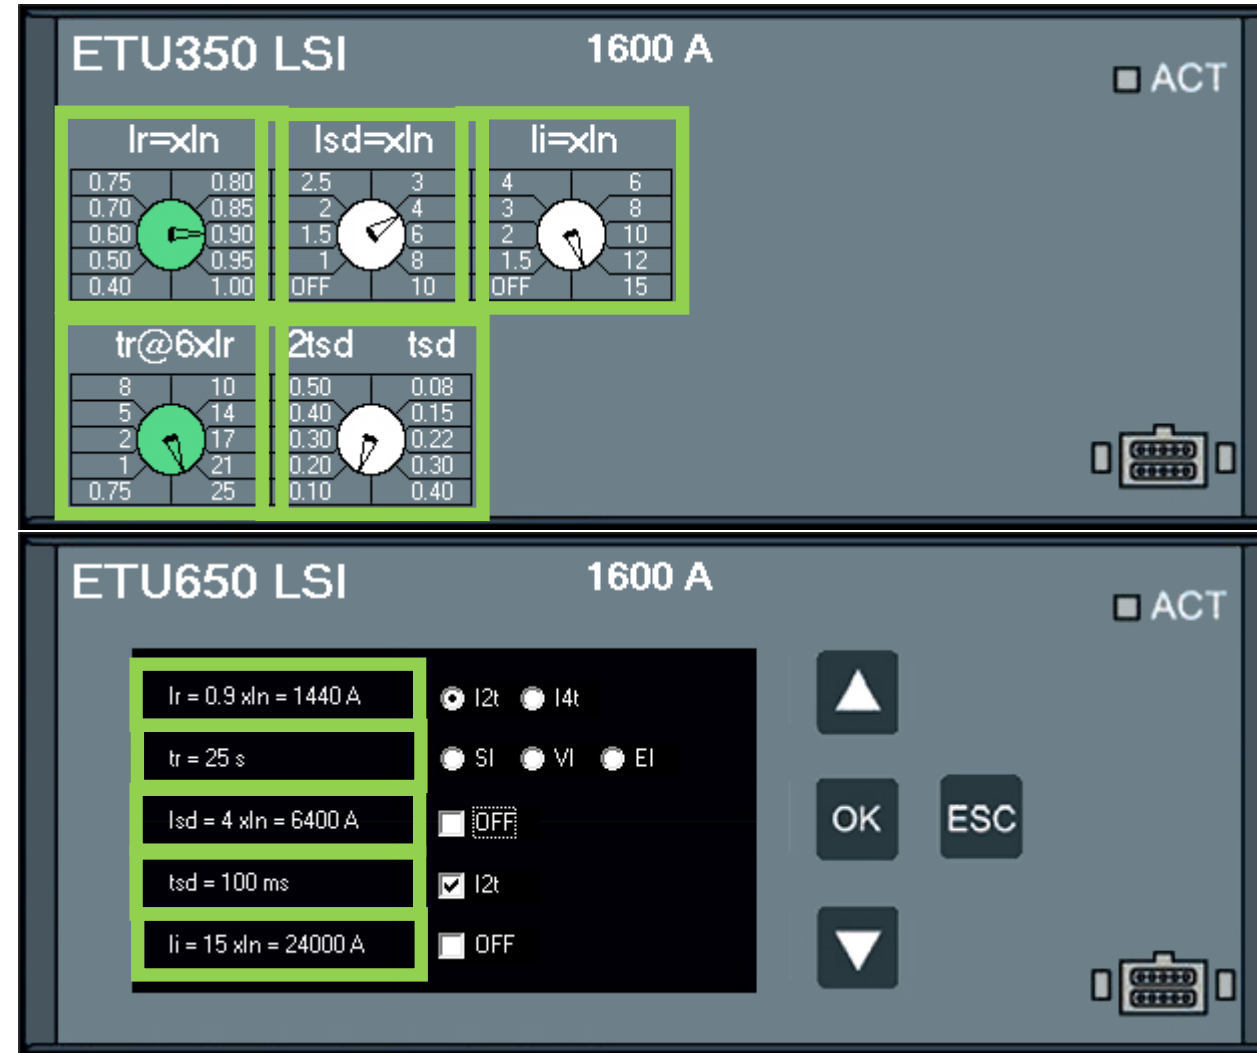 ETU350 LSI 1600 A
ACT
Ir=xIn Isd=xIn Ii=xIn
0.75 0.80 2.5 3 4 6
0.70 0.85 2 4 3 8
0.60 0.90 1.5 6 2 10
0.50 0.95 1 8 1.5 12
0.40 1.00 OFF 10 OFF 15
tr@6xIr 2tsd tsd
8 10 0.50 0.08
5 14 0.40 0.15
2 17 0.30 0.22
1 21 0.20 0.30
0.75 25 0.10 0.40
ETU650 LSI 1600 A
ACT
Ir = 0.9 xIn = 1440 A I2t I4t
tr = 25 s SI VI EI
Isd = 4 xIn = 6400 A OFF
OK ESC
tsd = 100 ms I2t
Ii = 15 xIn = 24000 A OFF